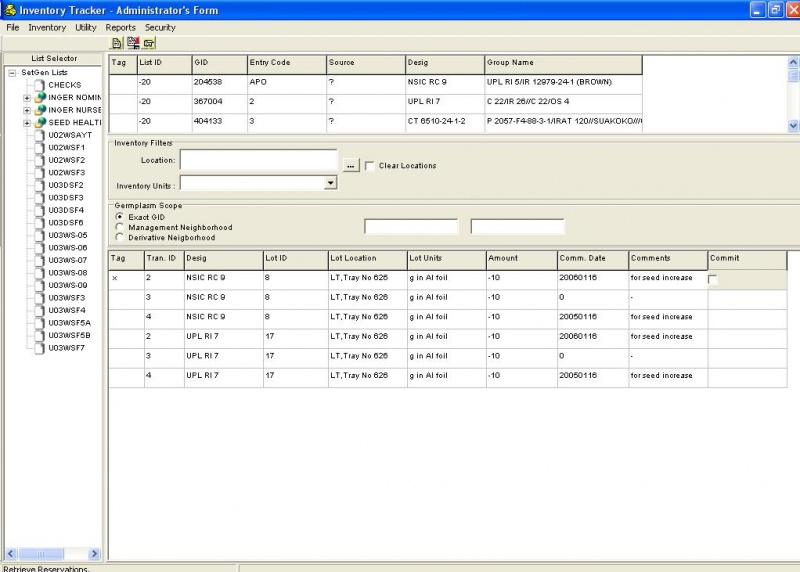 Inventory Tracker - Administrator's Form
File Inventory Utility Reports Security
List Selector
SetGen Lists
CHECKS
INGER NOMIN
INGER NURSE
SEED HEALTI
U02WSAYT
U02WSF1
U02WSF2
U02WSF3
U03DSF2
U03DSF3
U03DSF4
U03DSF6
U03WS-05
U03WS-06
U03WS-07
U03WS-08
U03WS-09
U03WSF3
U03WSF4
U03WSF5A
U03WSF5B
U03WSF7
Tag List ID GID Entry Code Source Desig Group Name
-20 204538 APO ? NSIC RC 9 UPL RI 5/IR 12979-24-1 (BROWN)
-20 367004 2 ? UPL RI 7 C 22/IR 26//C 22/OS 4
-20 404133 3 ? CT 6510-24-1-2 P 2057-F4-88-3-1/IRAT 120//SUAKOKO///
Inventory Filters
Location: ... Clear Locations
Inventory Units :
Germplasm Scope
Exact GID
Management Neighborhood
Derivative Neigborhood
Tag Tran. ID Desig Lot ID Lot Location Lot Units Amount Comm. Date Comments Commit
x 2 NSIC RC 9 8 LT,Tray No 626 g in Al foil -10 20060116 for seed increase
3 NSIC RC 9 8 LT,Tray No 626 g in Al foil -10 0 -
4 NSIC RC 9 8 LT,Tray No 626 g in Al foil -10 20050116 for seed increase
2 UPL RI 7 17 LT,Tray No 626 g in Al foil -10 20060116 for seed increase
3 UPL RI 7 17 LT,Tray No 626 g in Al foil -10 0 -
4 UPL RI 7 17 LT,Tray No 626 g in Al foil -10 20050116 for seed increase
Retrieve Reservations.